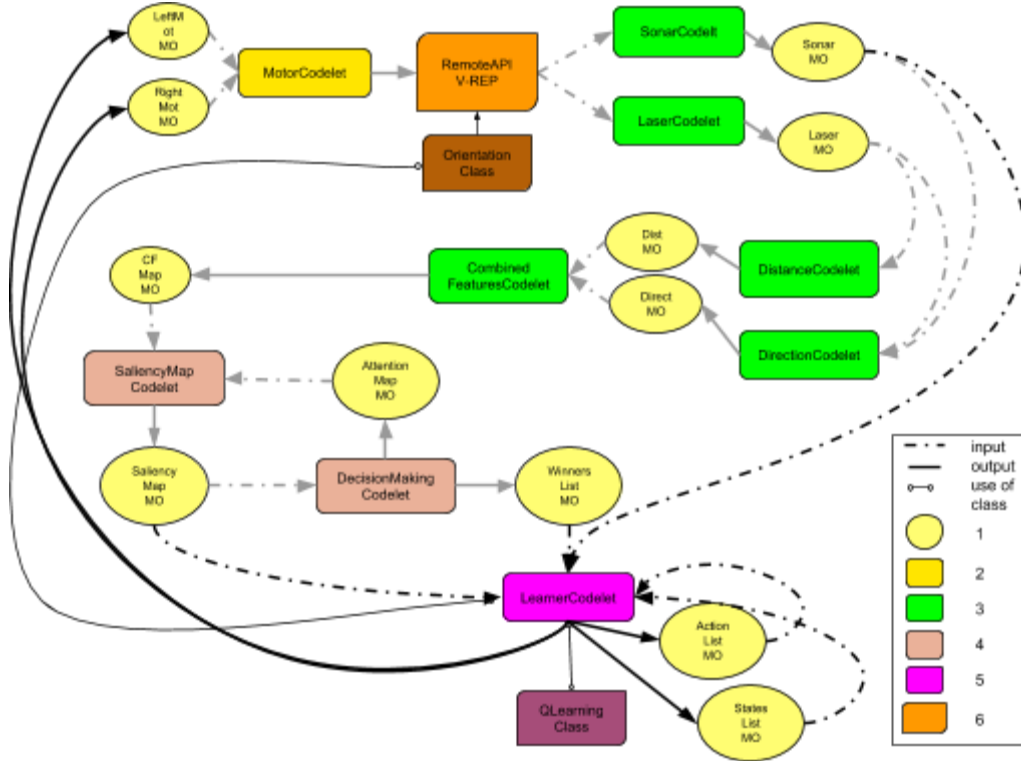 LeftM
ot
MO
Right
Mot
MO
MotorCodelet
RemoteAPI
V-REP
Orientation
Class
SonarCodelt
Sonar
MO
LaserCodelet
Laser
MO
Dist
MO
DistanceCodelet
Direct
MO
DirectionCodelet
Combined
FeaturesCodelet
CF
Map
MO
SaliencyMap
Codelet
Attention
Map
MO
Saliency
Map
MO
DecisionMaking
Codelet
Winners
List
MO
LearnerCodelet
Action
List
MO
States
List
MO
QLearning
Class
input
output
use of
class
1
2
3
4
5
6